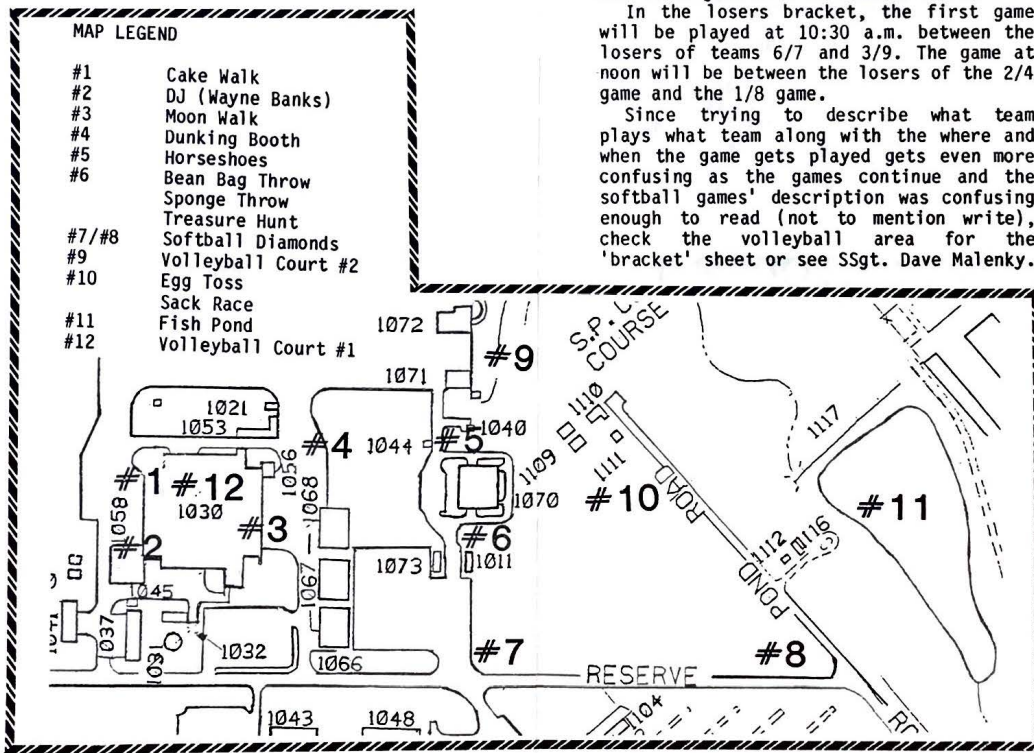 MAP LEGEND
#1 Cake Walk
#2 DJ (Wayne Banks)
#3 Moon Walk
#4 Dunking Booth
#5 Horseshoes
#6 Bean Bag Throw
Sponge Throw
Treasure Hunt
#7/#8 Softball Diamonds
#9 Volleyball Court #2
#10 Egg Toss
Sack Race
#11 Fish Pond
#12 Volleyball Court #1
In the losers bracket, the first game
will be played at 10:30 a.m. between the
losers of teams 6/7 and 3/9. The game at
noon will be between the losers of the 2/4
game and the 1/8 game.
Since trying to describe what team
plays what team along with the where and
when the game gets played gets even more
confusing as the games continue and the
softball games' description was confusing
enough to read (not to mention write),
check the volleyball area for the
'bracket' sheet or see SSgt. Dave Malenky.
1072
#9
S.P.
COURSE
1071
1110
1117
1021
1053
#4
1044
#5
1040
1109
1111
#1
#12
1056
1068
1070
#10
ROAD
#11
1058
1030
#3
#6
#2
1073
1011
1112
1116
1067
POND
1045
1037
1031
1032
1066
#7
#8
RESERVE
1104
1043
1048